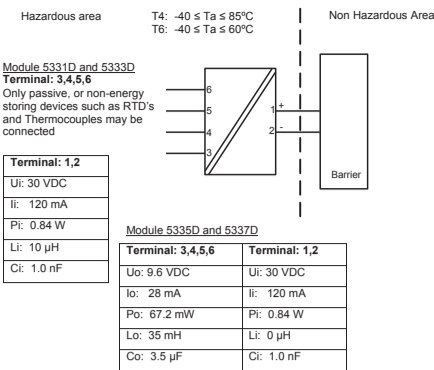 Hazardous area
T4: -40 ≤ Ta ≤ 85ºC
T6: -40 ≤ Ta ≤ 60ºC
Non Hazardous Area
Module 5331D and 5333D
Terminal: 3,4,5,6
Only passive, or non-energy
storing devices such as RTD's
and Thermocouples may be
connected
6
5
4
3
1 +
2 -
Barrier
Terminal: 1,2
Ui: 30 VDC
Ii: 120 mA
Pi: 0.84 W
Li: 10 µH
Ci: 1.0 nF
Module 5335D and 5337D
Terminal: 3,4,5,6 Terminal: 1,2
Uo: 9.6 VDC Ui: 30 VDC
Io: 28 mA Ii: 120 mA
Po: 67.2 mW Pi: 0.84 W
Lo: 35 mH Li: 0 µH
Co: 3.5 µF Ci: 1.0 nF